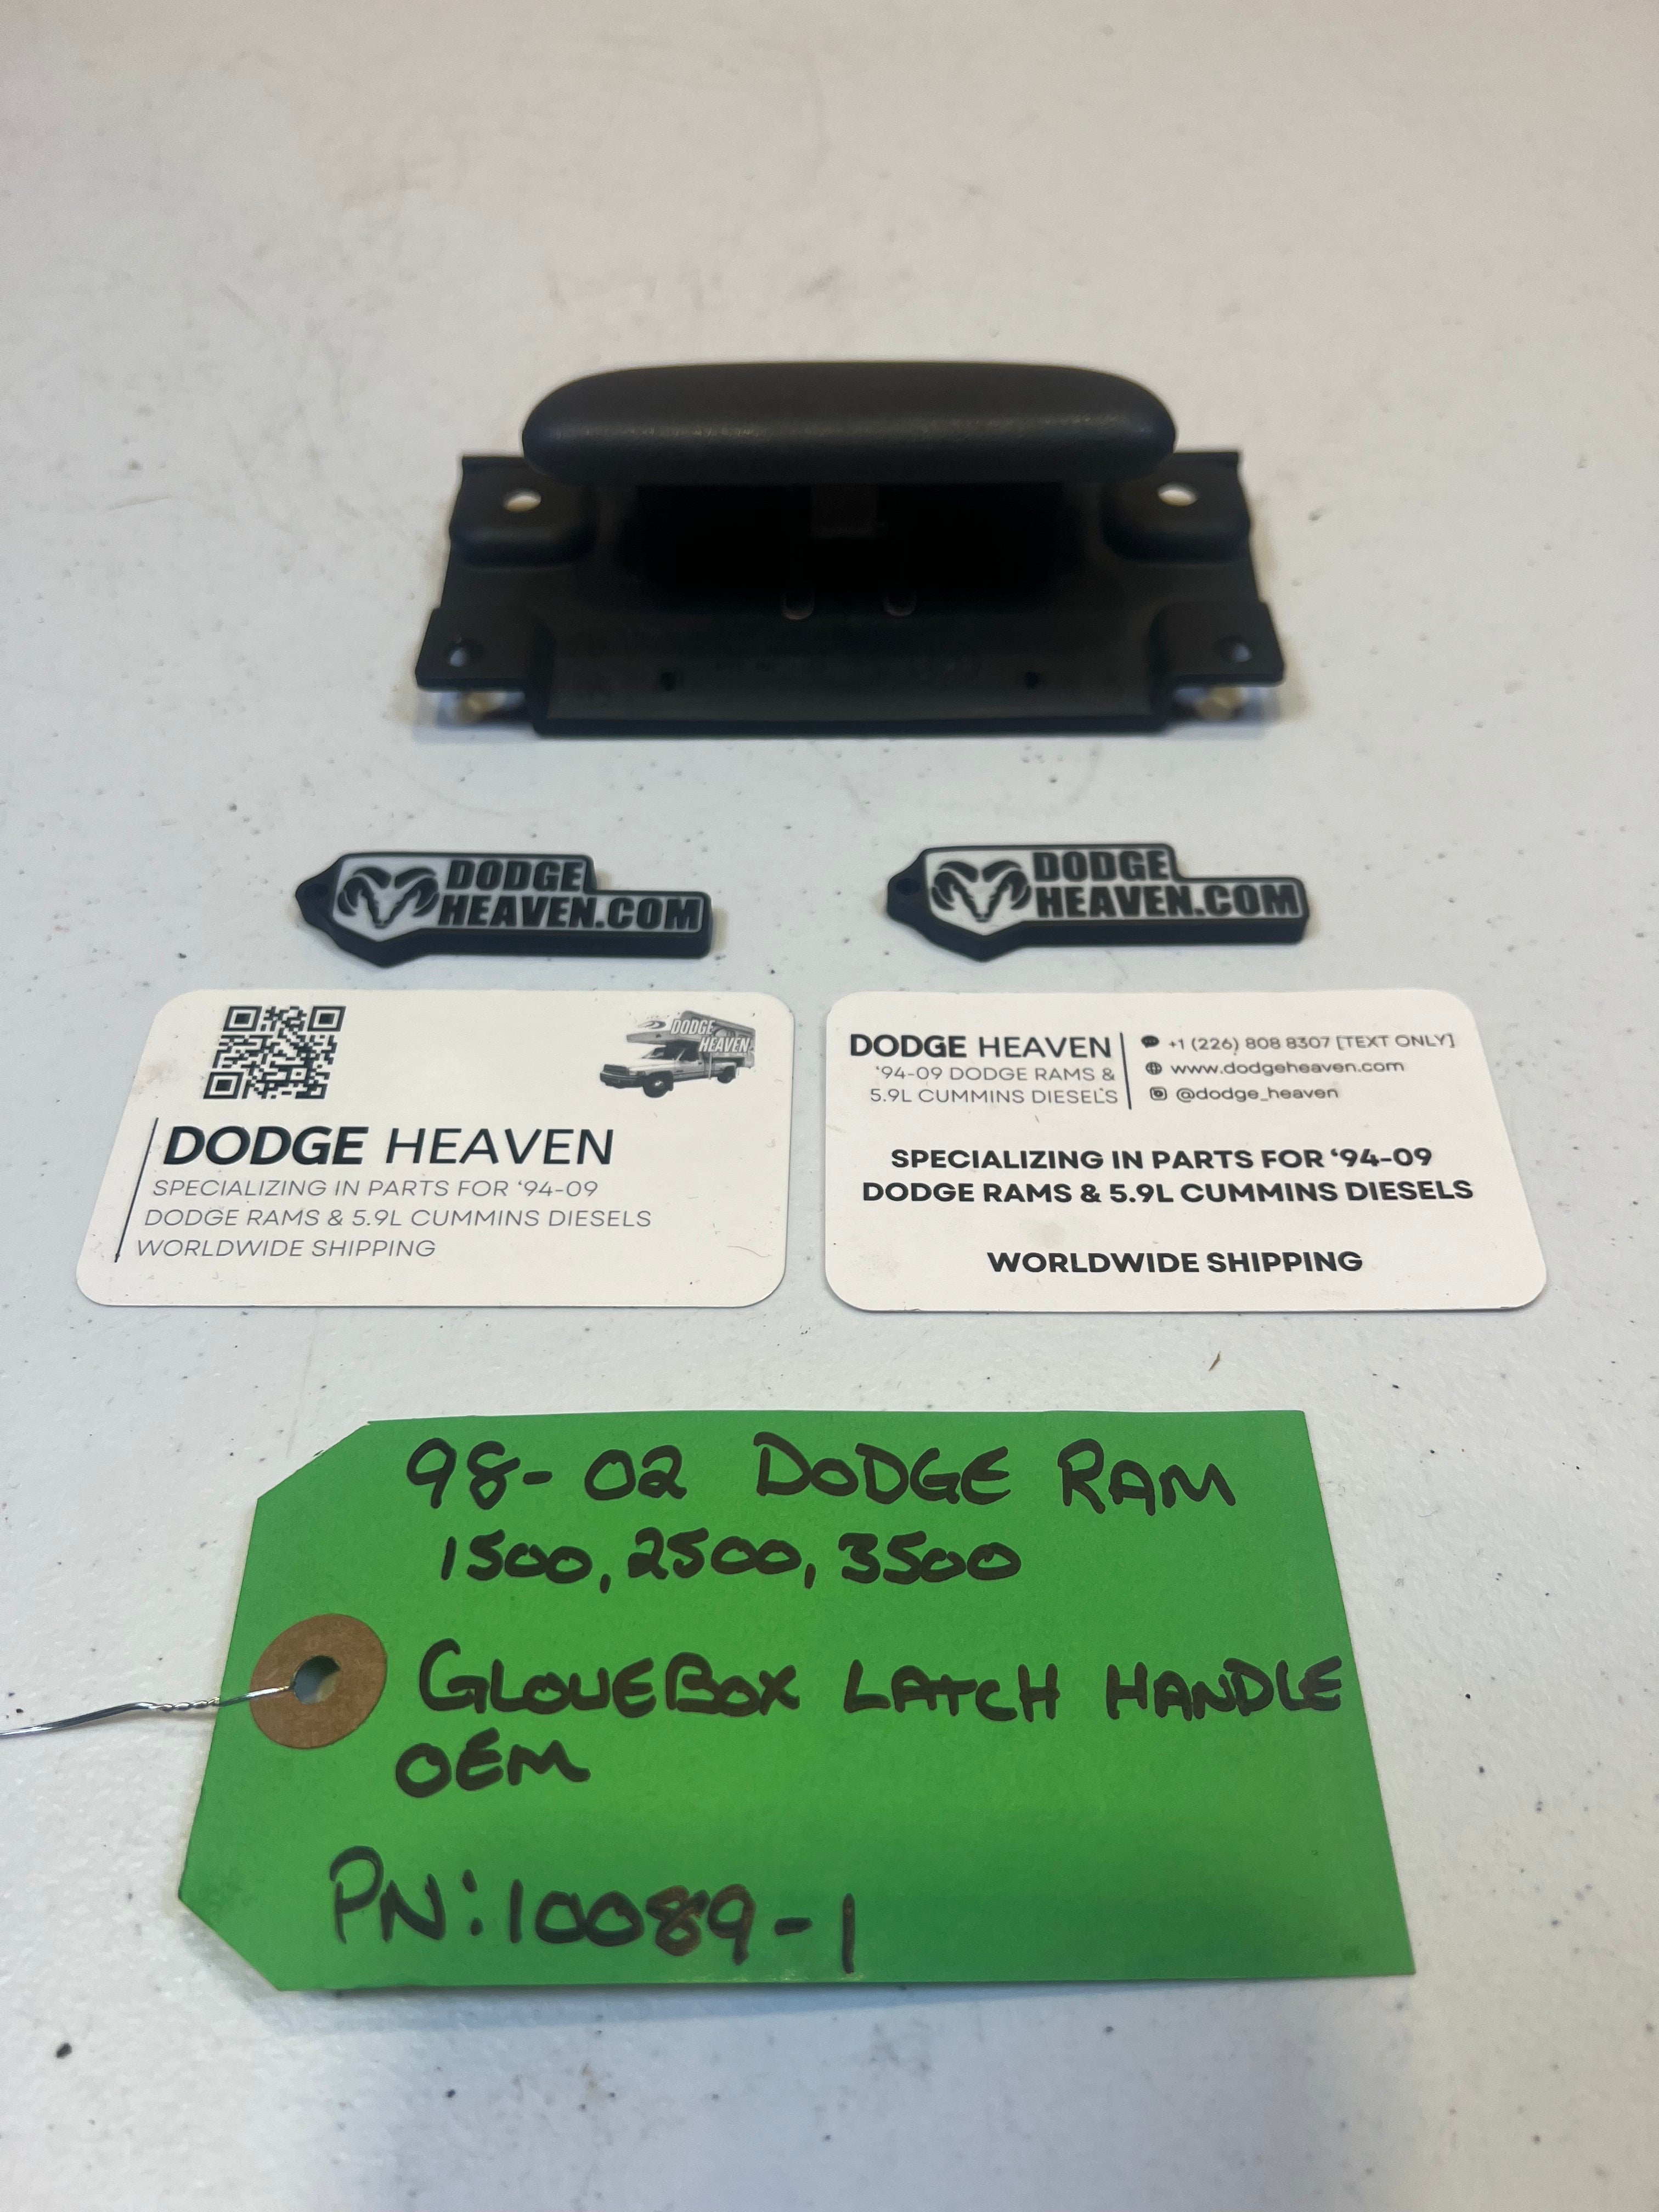 DODGE
HEAVEN.COM
DODGE
HEAVEN.COM
DODGE
HEAVEN
DODGE HEAVEN
SPECIALIZING IN PARTS FOR ‘94-09
DODGE RAMS & 5.9L CUMMINS DIESELS
WORLDWIDE SHIPPING
DODGE HEAVEN
‘94-09 DODGE RAMS &
5.9L CUMMINS DIESELS
+1 (226) 808 8307 [TEXT ONLY]
www.dodgeheaven.com
@dodge_heaven
SPECIALIZING IN PARTS FOR ‘94-09
DODGE RAMS & 5.9L CUMMINS DIESELS
WORLDWIDE SHIPPING
98-02 DODGE RAM
1500, 2500, 3500
GLOVEBOX LATCH HANDLE
OEM
PN: 10089-1